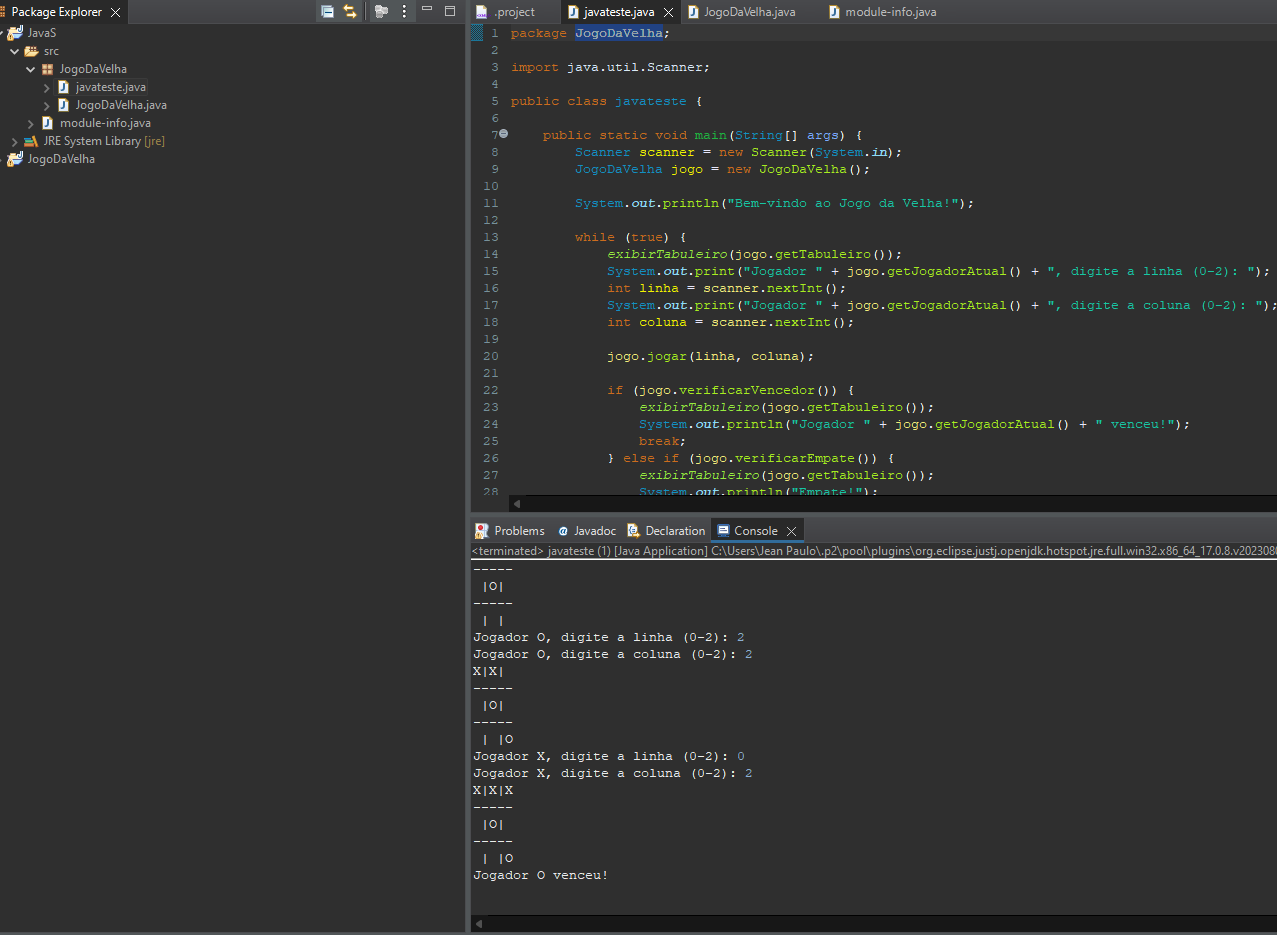 Package Explorer
JavaS
src
JogoDaVelha
javateste.java
JogoDaVelha.java
module-info.java
JRE System Library [jre]
JogoDaVelha
.project
javateste.java
JogoDaVelha.java
module-info.java
1 package JogoDaVelha;
2
3 import java.util.Scanner;
4
5 public class javateste {
6
7 public static void main(String[] args) {
8 Scanner scanner = new Scanner(System.in);
9 JogoDaVelha jogo = new JogoDaVelha();
10
11 System.out.println("Bem-vindo ao Jogo da Velha!");
12
13 while (true) {
14 exibirTabuleiro(jogo.getTabuleiro());
15 System.out.print("Jogador " + jogo.getJogadorAtual() + ", digite a linha (0-2): ");
16 int linha = scanner.nextInt();
17 System.out.print("Jogador " + jogo.getJogadorAtual() + ", digite a coluna (0-2): ");
18 int coluna = scanner.nextInt();
19
20 jogo.jogar(linha, coluna);
21
22 if (jogo.verificarVencedor()) {
23 exibirTabuleiro(jogo.getTabuleiro());
24 System.out.println("Jogador " + jogo.getJogadorAtual() + " venceu!");
25 break;
26 } else if (jogo.verificarEmpate()) {
27 exibirTabuleiro(jogo.getTabuleiro());
28 System.out.println("Empate!");
Problems
Javadoc
Declaration
Console
<terminated> javateste (1) [Java Application] C:\Users\Jean Paulo\.p2\pool\plugins\org.eclipse.justj.openjdk.hotspot.jre.full.win32.x86_64_17.0.8.v202308
-----
 |O|
-----
 | |
Jogador O, digite a linha (0-2): 2
Jogador O, digite a coluna (0-2): 2
X|X|
-----
 |O|
-----
 | |O
Jogador X, digite a linha (0-2): 0
Jogador X, digite a coluna (0-2): 2
X|X|X
-----
 |O|
-----
 | |O
Jogador O venceu!